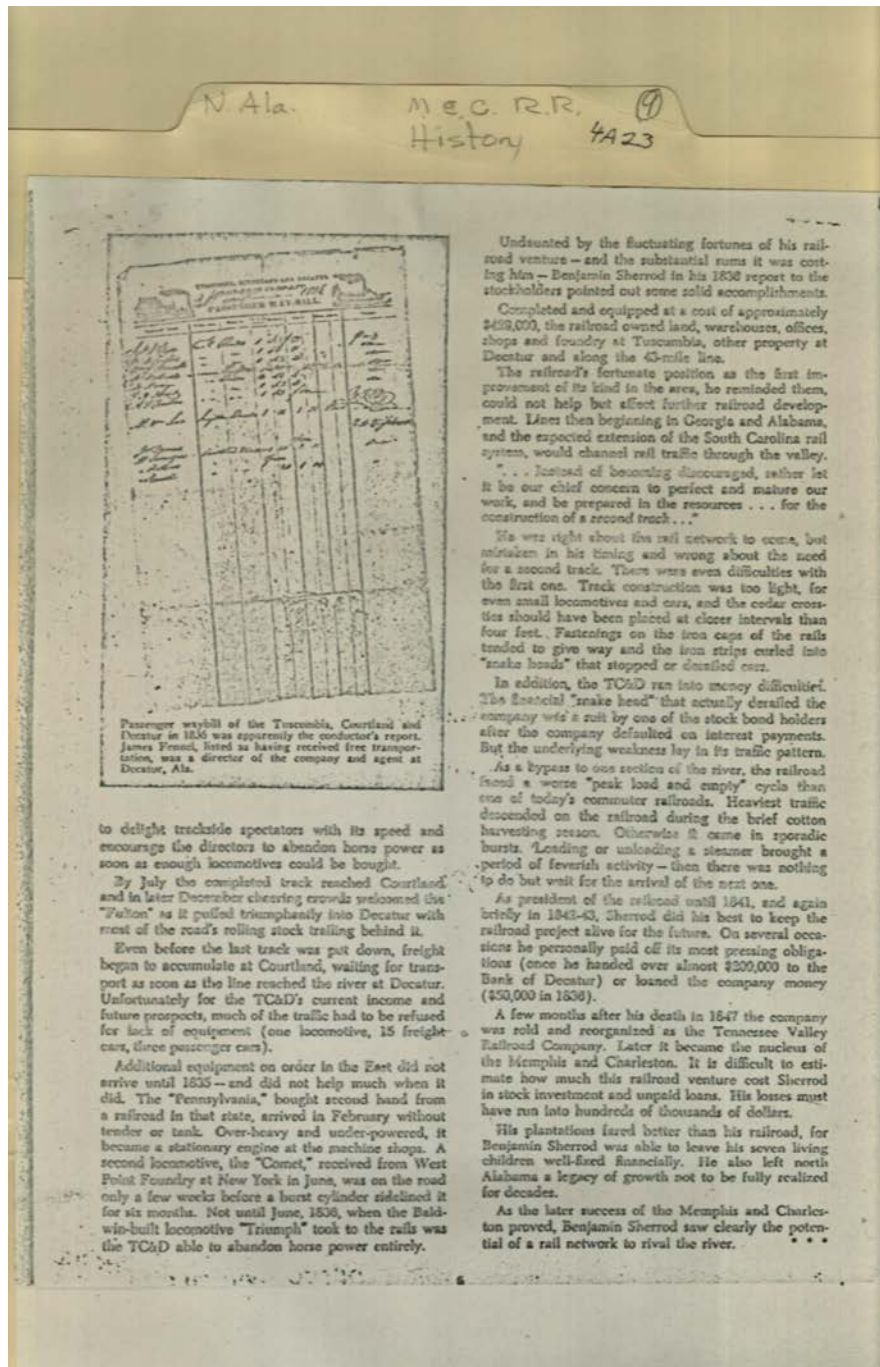 N. Ala. M & C. R.R. 9
History 4A23
TUSCUMBIA, COURTLAND AND DECATUR
PASSENGER WAY-BILL.
Passenger waybill of the Tuscumbia, Courtland and
Decatur in 1836 was apparently the conductor's report.
James Fennel, listed as having received free transpor-
tation, was a director of the company and agent at
Decatur, Ala.
to delight trackside spectators with its speed and
encourage the directors to abandon horse power as
soon as enough locomotives could be bought.
By July the completed track reached Courtland
and in later December cheering crowds welcomed the
"Fulton" as it puffed triumphantly into Decatur with
most of the road's rolling stock trailing behind it.
Even before the last track was put down, freight
began to accumulate at Courtland, waiting for trans-
port as soon as the line reached the river at Decatur.
Unfortunately for the TC&D's current income and
future prospects, much of the traffic had to be refused
for lack of equipment (one locomotive, 15 freight
cars, three passenger cars).
Additional equipment on order in the East did not
arrive until 1835 — and did not help much when it
did. The "Pennsylvania," bought second hand from
a railroad in that state, arrived in February without
tender or tank. Over-heavy and under-powered, it
became a stationary engine at the machine shops. A
second locomotive, the "Comet," received from West
Point Foundry at New York in June, was on the road
only a few weeks before a burst cylinder sidelined it
for six months. Not until June, 1836, when the Bald-
win-built locomotive "Triumph" took to the rails was
the TC&D able to abandon horse power entirely.
Undaunted by the fluctuating fortunes of his rail-
road venture — and the substantial sums it was cost-
ing him — Benjamin Sherrod in his 1836 report to the
stockholders pointed out some solid accomplishments.
Completed and equipped at a cost of approximately
the railroad owned land, warehouses, offices,
shops and foundry at Tuscumbia, other property at
Decatur and along the 43-mile line.
The railroad's fortunate position as the first im-
provement of its kind in the area, he reminded them,
could not help but affect further railroad develop-
ment. Lines then beginning in Georgia and Alabama,
and the expected extension of the South Carolina rail
system, would channel rail traffic through the valley.
". . . Instead of becoming discouraged, rather let
it be our chief concern to perfect and mature our
work, and be prepared in the resources . . . for the
construction of a second track . . ."
He was right about the rail network to come, but
mistaken in his timing and wrong about the need
for a second track. There were even difficulties with
the first one. Track construction was too light, for
even small locomotives and cars, and the cedar cross-
ties should have been placed at closer intervals than
four feet. Fastenings on the iron caps of the rails
tended to give way and the iron strips curled into
"snake heads" that stopped or derailed cars.
In addition, the TC&D ran into money difficulties.
The financial "snake head" that actually derailed the
company was a suit by one of the stock bond holders
after the company defaulted on interest payments.
But the underlying weakness lay in its traffic pattern.
As a bypass to one section of the river, the railroad
faced a worse "peak load and empty" cycle than
one of today's commuter railroads. Heaviest traffic
descended on the railroad during the brief cotton
harvesting season. Otherwise it came in sporadic
bursts. Loading or unloading a steamer brought a
period of feverish activity — then there was nothing
to do but wait for the arrival of the next one.
As president of the railroad until 1841, and again
briefly in 1842-43, Sherrod did his best to keep the
railroad project alive for the future. On several occa-
sions he personally paid off its most pressing obliga-
tions (once he handed over almost $200,000 to the
Bank of Decatur) or loaned the company money
($50,000 in 1836).
A few months after his death in 1847 the company
was sold and reorganized as the Tennessee Valley
Railroad Company. Later it became the nucleus of
the Memphis and Charleston. It is difficult to esti-
mate how much this railroad venture cost Sherrod
in stock investment and unpaid loans. His losses must
have run into hundreds of thousands of dollars.
His plantations fared better than his railroad, for
Benjamin Sherrod was able to leave his seven living
children well-fixed financially. He also left north
Alabama a legacy of growth not to be fully realized
for decades.
As the later success of the Memphis and Charles-
ton proved, Benjamin Sherrod saw clearly the poten-
tial of a rail network to rival the river. * * *
6